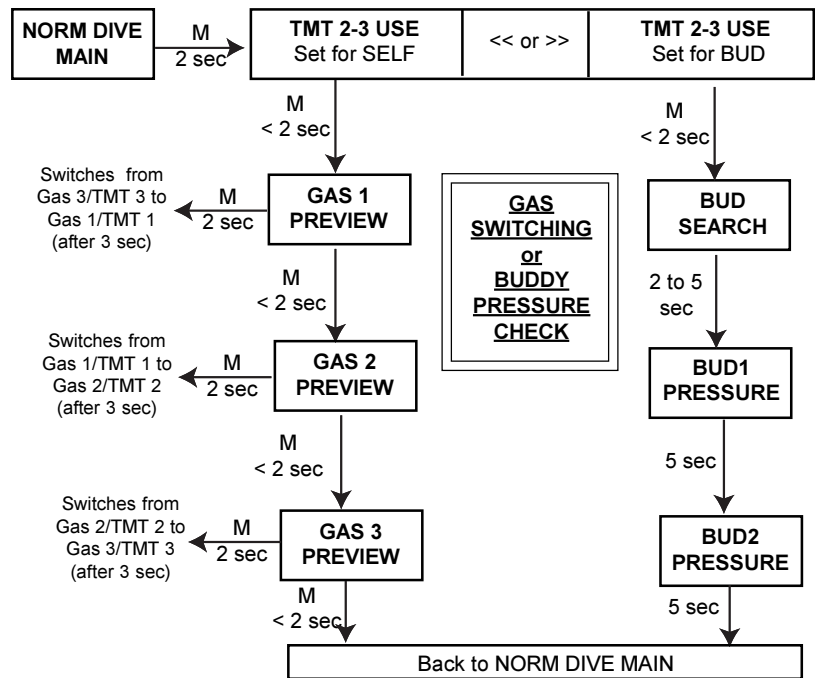 NORM DIVE
MAIN
M
2 sec
TMT 2-3 USE
Set for SELF
<< or >>
TMT 2-3 USE
Set for BUD
M
< 2 sec
M
< 2 sec
Switches from
Gas 3/TMT 3 to
Gas 1/TMT 1
(after 3 sec)
M
2 sec
GAS 1
PREVIEW
GAS
SWITCHING
or
BUDDY
PRESSURE
CHECK
BUD
SEARCH
M
< 2 sec
2 to 5
sec
Switches from
Gas 1/TMT 1 to
Gas 2/TMT 2
(after 3 sec)
M
2 sec
GAS 2
PREVIEW
BUD1
PRESSURE
M
< 2 sec
5 sec
Switches from
Gas 2/TMT 2 to
Gas 3/TMT 3
(after 3 sec)
M
2 sec
GAS 3
PREVIEW
BUD2
PRESSURE
M
< 2 sec
5 sec
Back to NORM DIVE MAIN